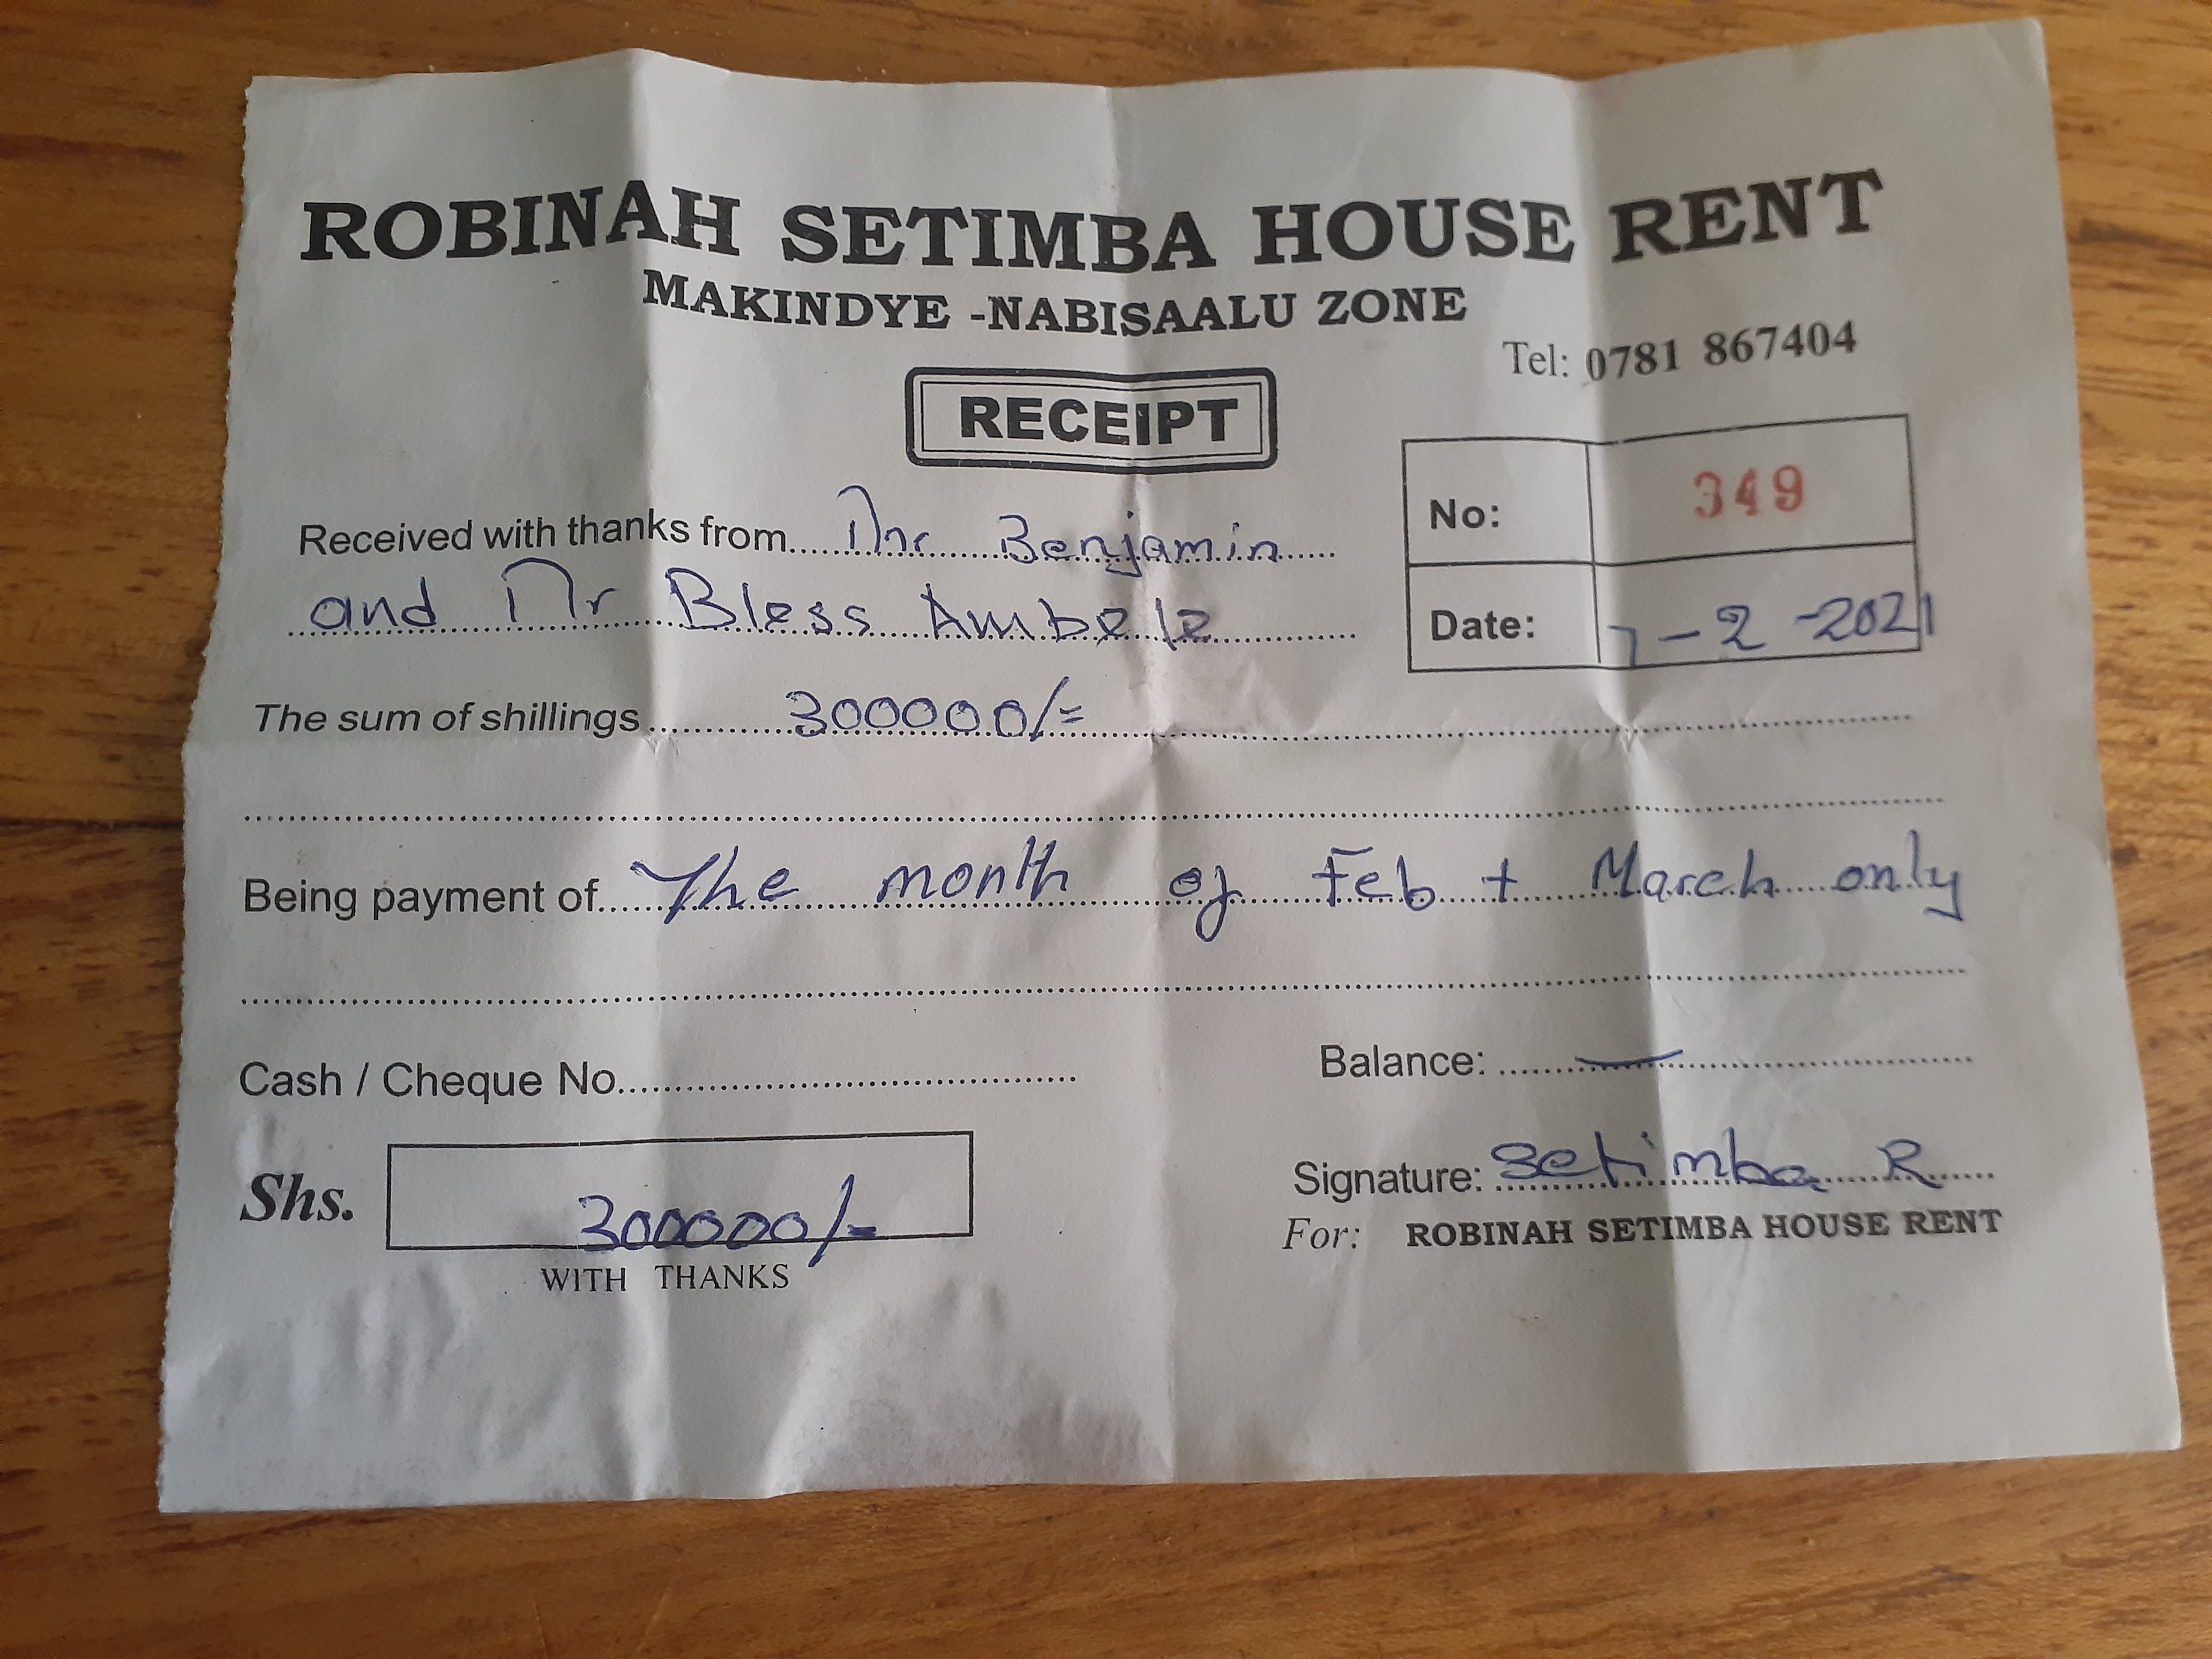 ROBINAH SETIMBA HOUSE RENT
MAKINDYE -NABISAALU ZONE
Tel: 0781 867404
RECEIPT
No: 349
Received with thanks from Mr Benjamin
and Mr Bless Ambele
Date: 7-2-2021
The sum of shillings 300000/=
Being payment of The month of Feb + March only
Cash / Cheque No.
Balance: —
Shs. 300000/=
WITH THANKS
Signature: Setimba R
For: ROBINAH SETIMBA HOUSE RENT